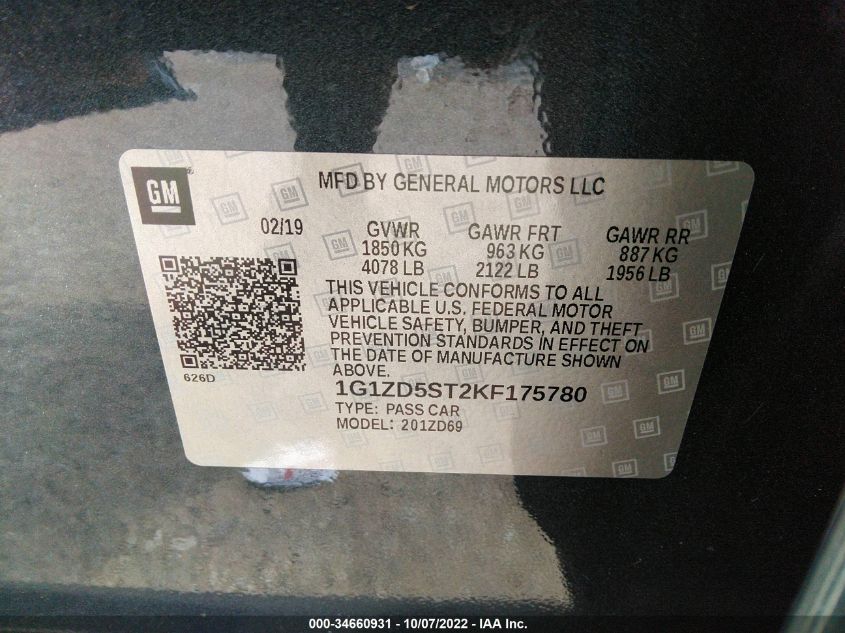 GM
®
MFD BY GENERAL MOTORS LLC
02/19 GVWR GAWR FRT GAWR RR
1850 KG 963 KG 887 KG
4078 LB 2122 LB 1956 LB
THIS VEHICLE CONFORMS TO ALL
APPLICABLE U.S. FEDERAL MOTOR
VEHICLE SAFETY, BUMPER, AND THEFT
PREVENTION STANDARDS IN EFFECT ON
THE DATE OF MANUFACTURE SHOWN
ABOVE.
626D
1G1ZD5ST2KF175780
TYPE: PASS CAR
MODEL: 201ZD69
000-34660931 - 10/07/2022 - IAA Inc.